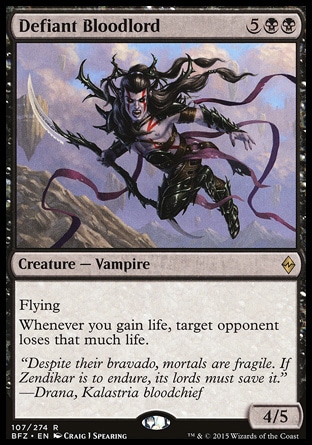 Defiant Bloodlord 5
Creature — Vampire
Flying
Whenever you gain life, target opponent
loses that much life.
“Despite their bravado, mortals are fragile. If
Zendikar is to endure, its lords must save it.”
—Drana, Kalastria bloodchief
107/274 R
BFZ • EN Craig J Spearing
™ & © 2015 Wizards of the Coast
4/5